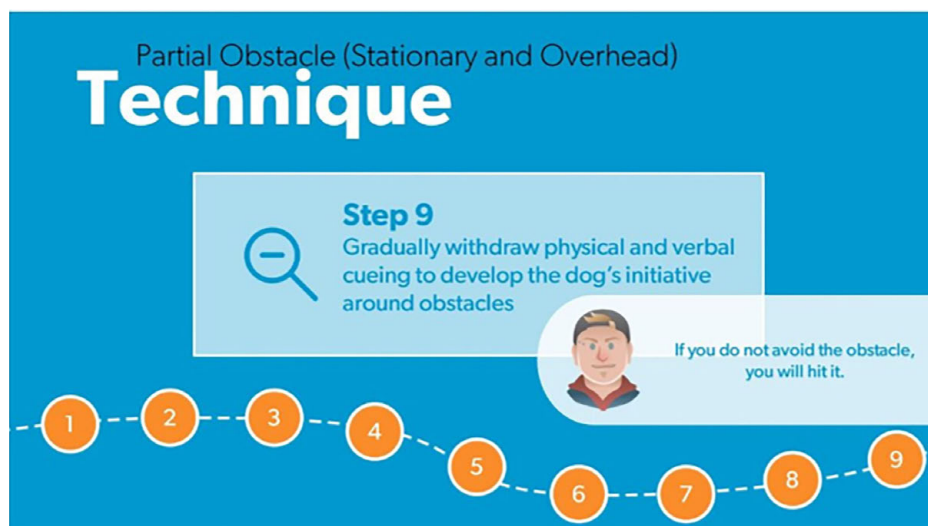 Partial Obstacle (Stationary and Overhead)
Technique
Step 9
Gradually withdraw physical and verbal
cueing to develop the dog's initiative
around obstacles
If you do not avoid the obstacle,
you will hit it.
1 2 3 4 5 6 7 8 9